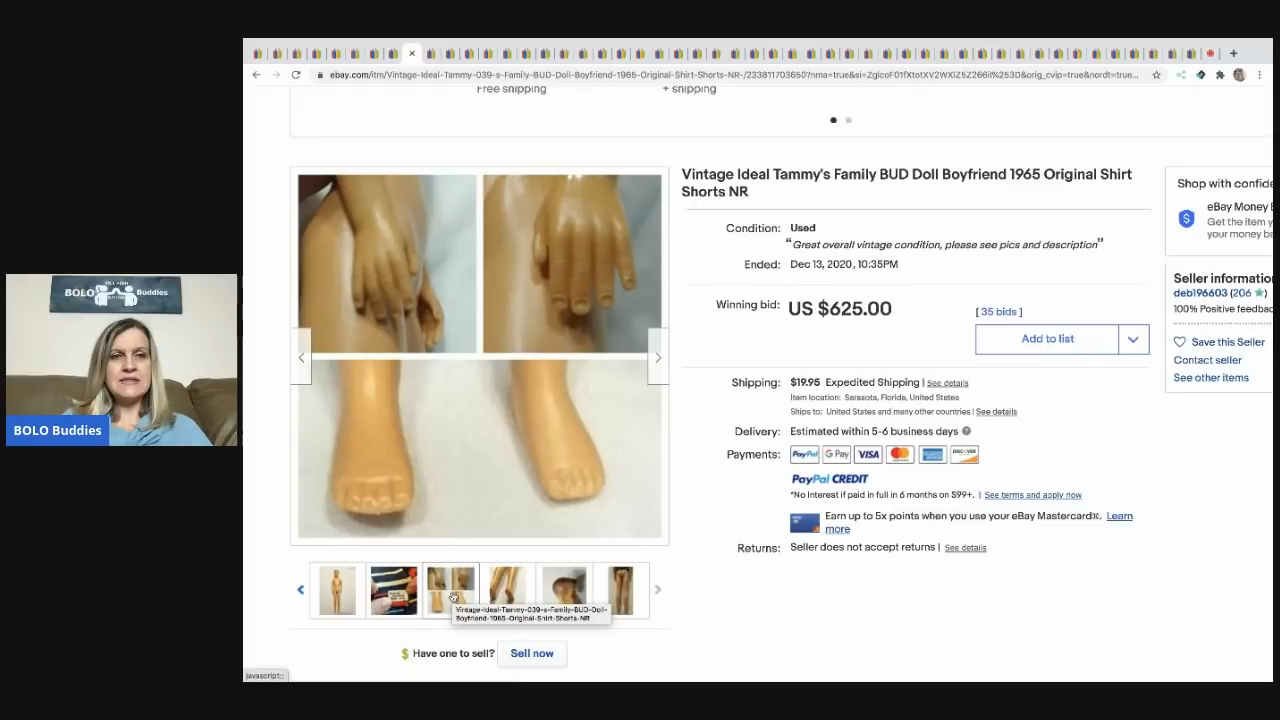 ebay.com/itm/Vintage-Ideal-Tammy-039-s-Family-BUD-Doll-Boyfriend-1965-Original-Shirt-Shorts-NR-/233811703650?nma=true&si=
Free shipping
+ shipping
Vintage Ideal Tammy's Family BUD Doll Boyfriend 1965 Original Shirt
Shorts NR
Condition: Used
“Great overall vintage condition, please see pics and description”
Ended: Dec 13, 2020, 10:35PM
Winning bid: US $625.00 [ 35 bids ]
Add to list
Shipping: $19.95 Expedited Shipping | See details
Item location: Sarasota, Florida, United States
Ships to: United States and many other countries | See details
Delivery: Estimated within 5-6 business days
Payments: PayPal G Pay VISA
DISCOVER
PayPal CREDIT
*No Interest if paid in full in 6 months on $99+. | See terms and apply now
Earn up to 5x points when you use your eBay Mastercard®. Learn
more
Returns: Seller does not accept returns | See details
Shop with confide
eBay Money
Get the item y
your money ba
Seller informatio
deb196603 (206 )
100% Positive feedbac
Save this Seller
Contact seller
See other items
BOLO Buddies
BOLO Buddies
Vintage-Ideal-Tammy-039-s-Family-BUD-Doll-
Boyfriend-1965-Original-Shirt-Shorts-NR
Have one to sell? Sell now
javascript:;